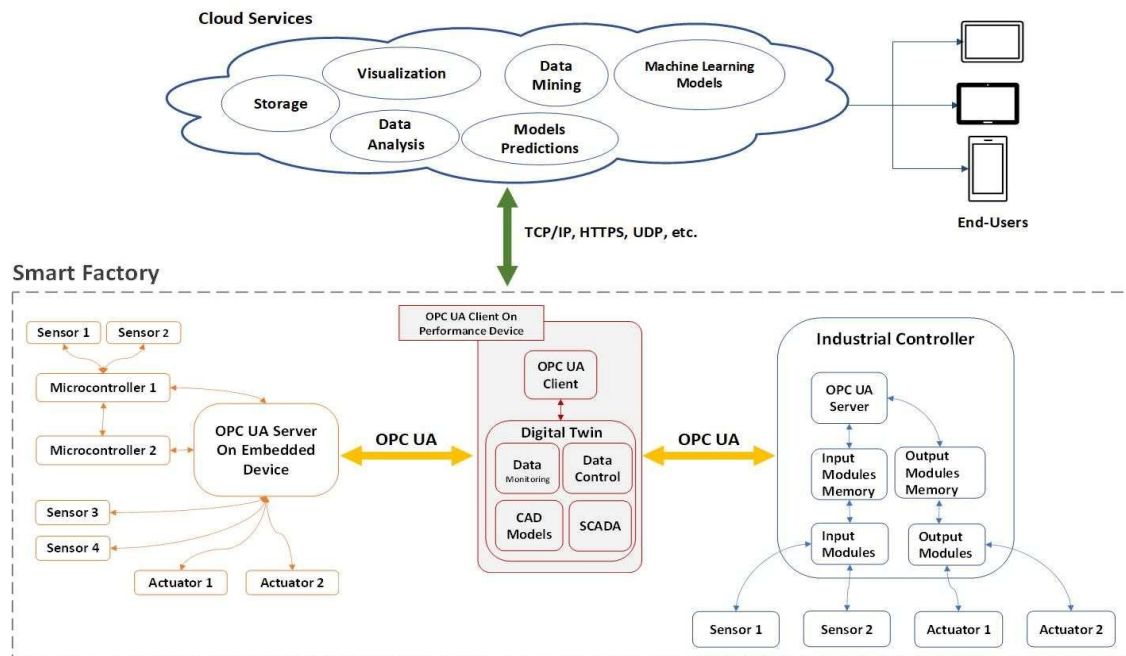 Cloud Services
Visualization
Data
Mining
Machine Learning
Models
Storage
Data
Analysis
Models
Predictions
End-Users
TCP/IP, HTTPS, UDP, etc.
Smart Factory
OPC UA Client On
Performance Device
Sensor 1
Sensor 2
Microcontroller 1
Microcontroller 2
OPC UA Server
On Embedded
Device
Sensor 3
Sensor 4
Actuator 1
Actuator 2
OPC UA
OPC UA
Client
Digital Twin
Data
Monitoring
Data
Control
CAD
Models
SCADA
OPC UA
Industrial Controller
OPC UA
Server
Input
Modules
Memory
Output
Modules
Memory
Input
Modules
Output
Modules
Sensor 1
Sensor 2
Actuator 1
Actuator 2